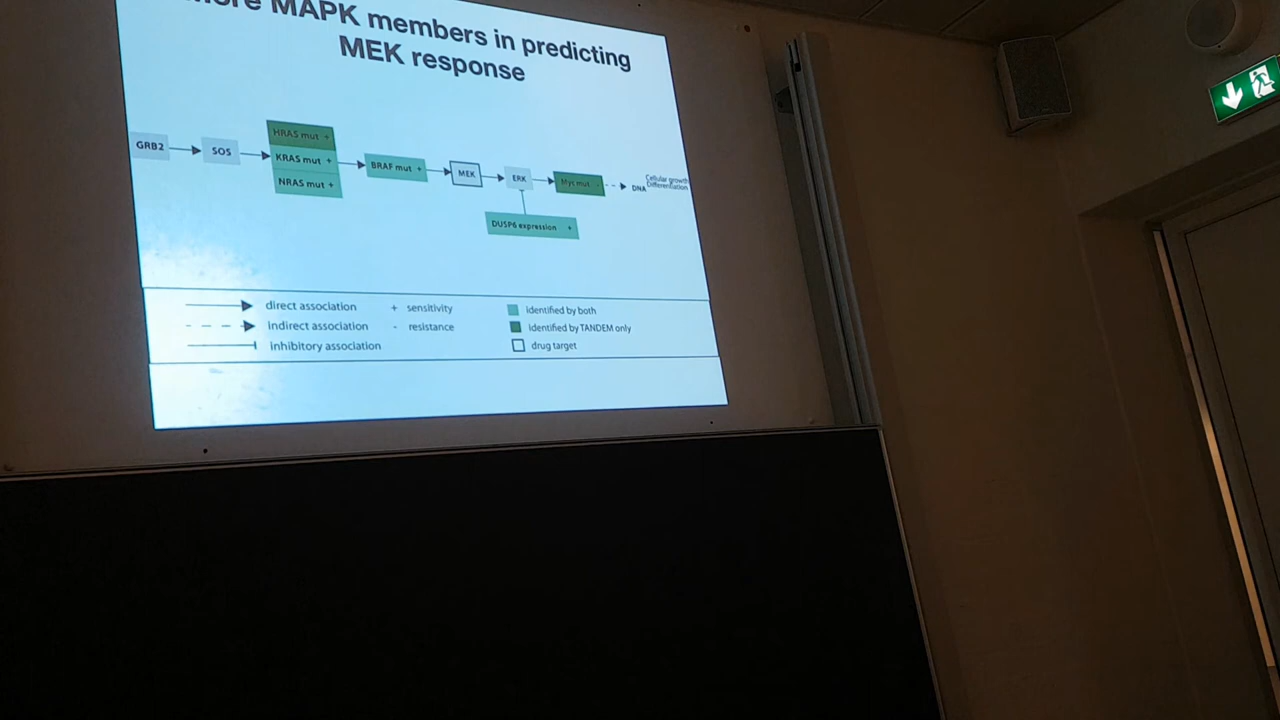 MAPK members in predicting
MEK response
HRAS mut +
GRB2
SOS
KRAS mut +
BRAF mut +
MEK
ERK
Myc mut -
DNA
Cellular growth
Differentiation
NRAS mut +
DUSP6 expression +
direct association
+ sensitivity
identified by both
indirect association
- resistance
identified by TANDEM only
inhibitory association
drug target